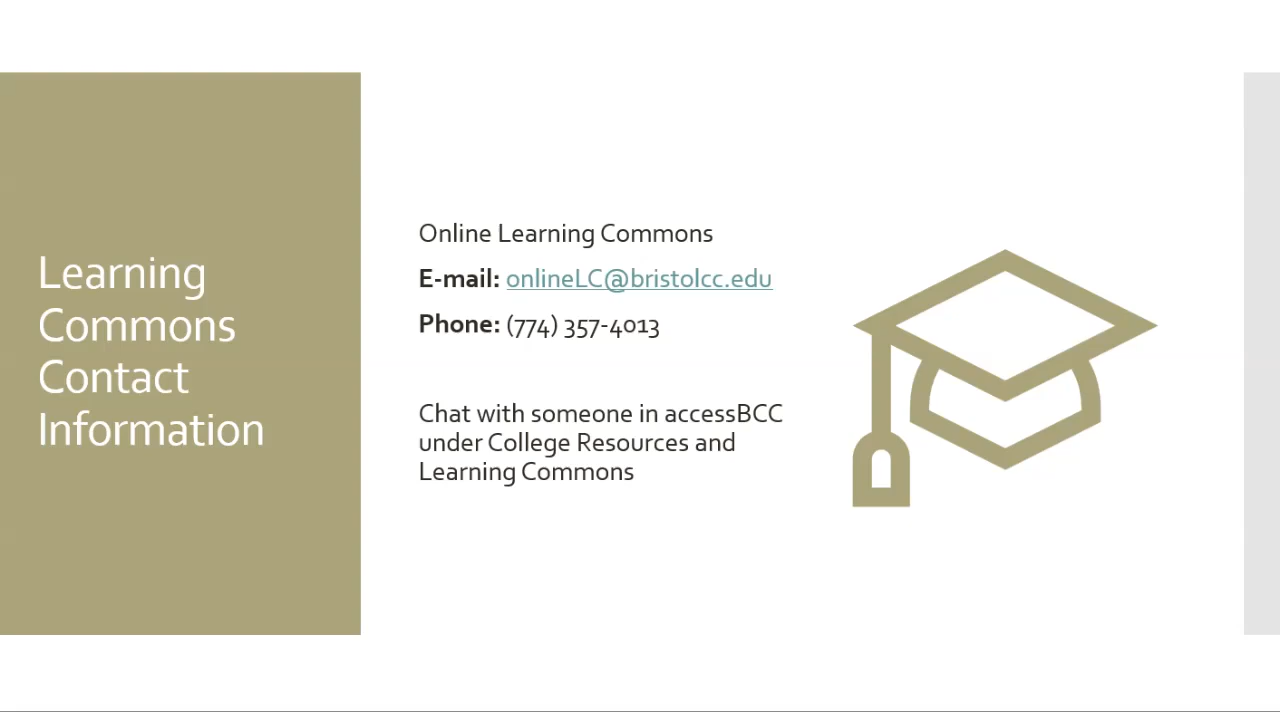 Learning
Commons
Contact
Information
Online Learning Commons
E-mail: onlineLC@bristolcc.edu
Phone: (774) 357-4013
Chat with someone in accessBCC
under College Resources and
Learning Commons